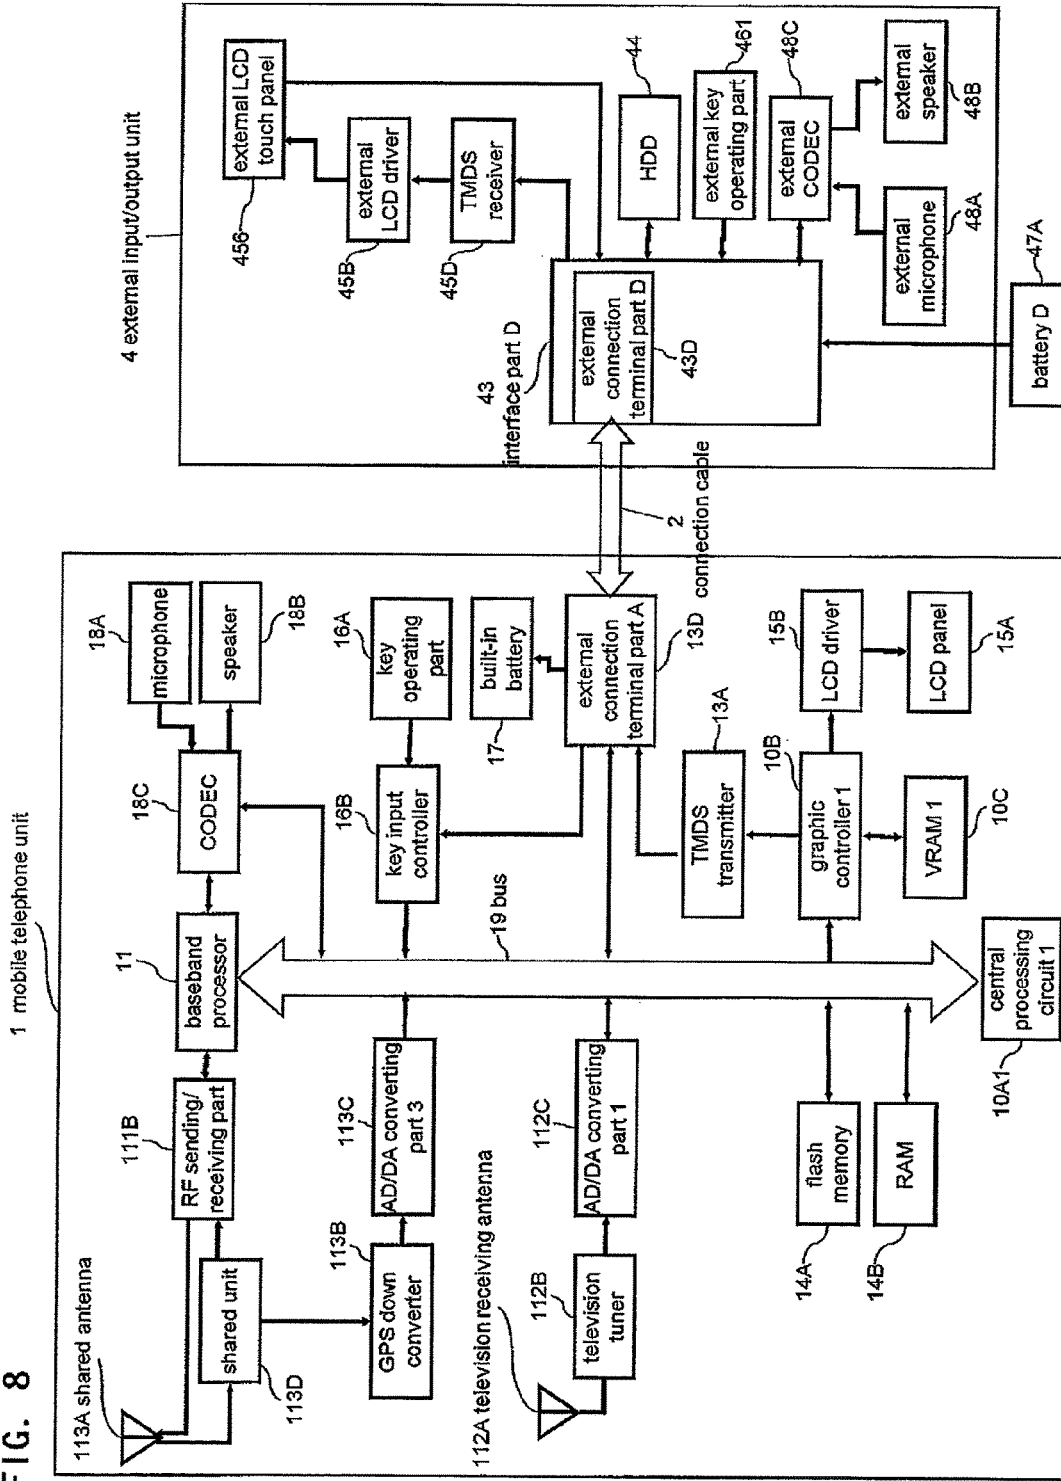 FIG. 8
1 mobile telephone unit
113A shared antenna
shared unit
113D
111B
RF sending/
receiving part
11
baseband
processor
18C
CODEC
18A
microphone
speaker
18B
113B
GPS down
converter
113C
AD/DA converting
part 3
16B
key input
controller
16A
key
operating
part
19 bus
112A television receiving antenna
112B
television
tuner
112C
AD/DA converting
part 1
17
built-in
battery
external
connection
terminal part A
13D
13A
TMDS
transmitter
14A
flash
memory
14B
RAM
10A1
central
processing
circuit 1
10B
graphic
controller 1
10C
VRAM 1
15B
LCD driver
LCD panel
15A
2
connection cable
4 external input/output unit
43
interface part D
external
connection
terminal part D
43D
456
external LCD
touch panel
45B
external
LCD driver
45D
TMDS
receiver
44
HDD
461
external key
operating part
48C
external
CODEC
external
microphone
48A
external
speaker
48B
47A
battery D